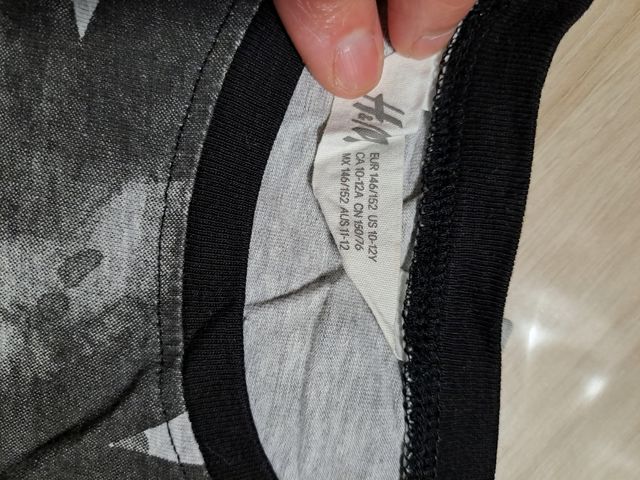 H&M
EUR 146/152 US 10-12Y
CA 10-12A CN 150/76
MX 146/152 AUS 11-12